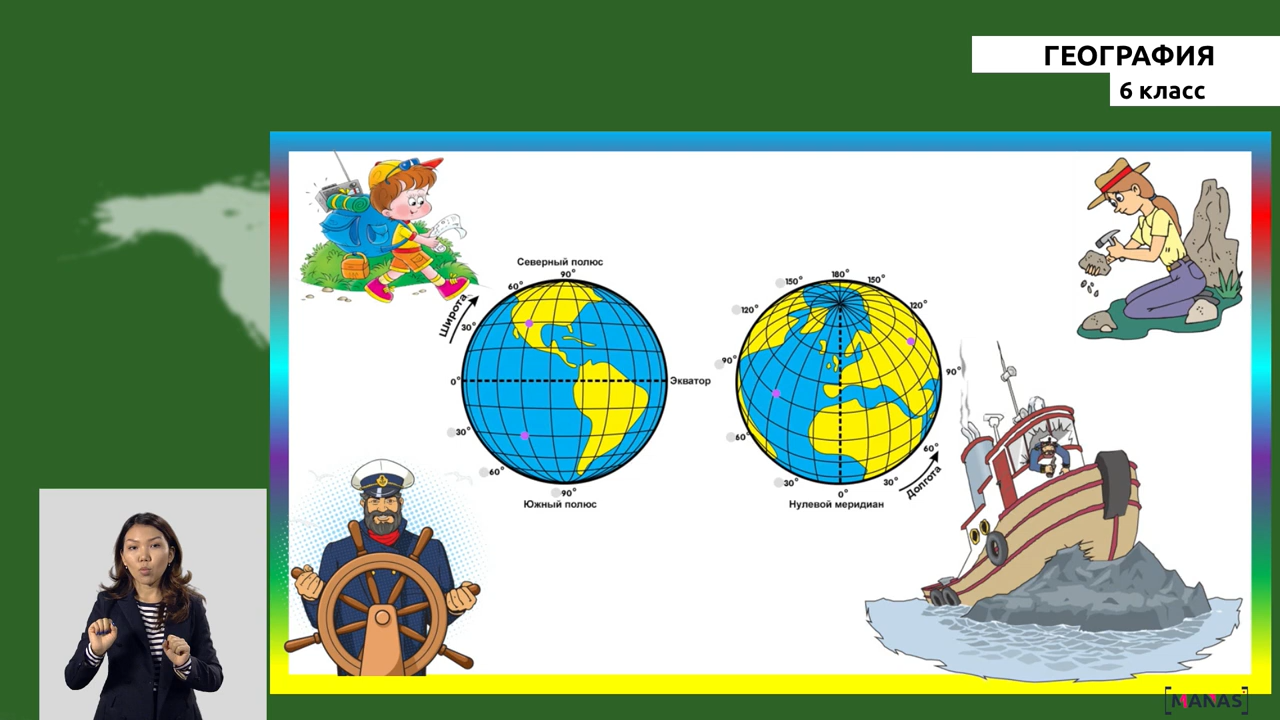 ГЕОГРАФИЯ
6 класс
Северный полюс
90°
60°
Широта
30°
0°
Экватор
30°
60°
90°
Южный полюс
180°
150°
150°
120°
120°
90°
90°
60°
60°
30°
30°
0°
Долгота
Нулевой меридиан
[MANAS]